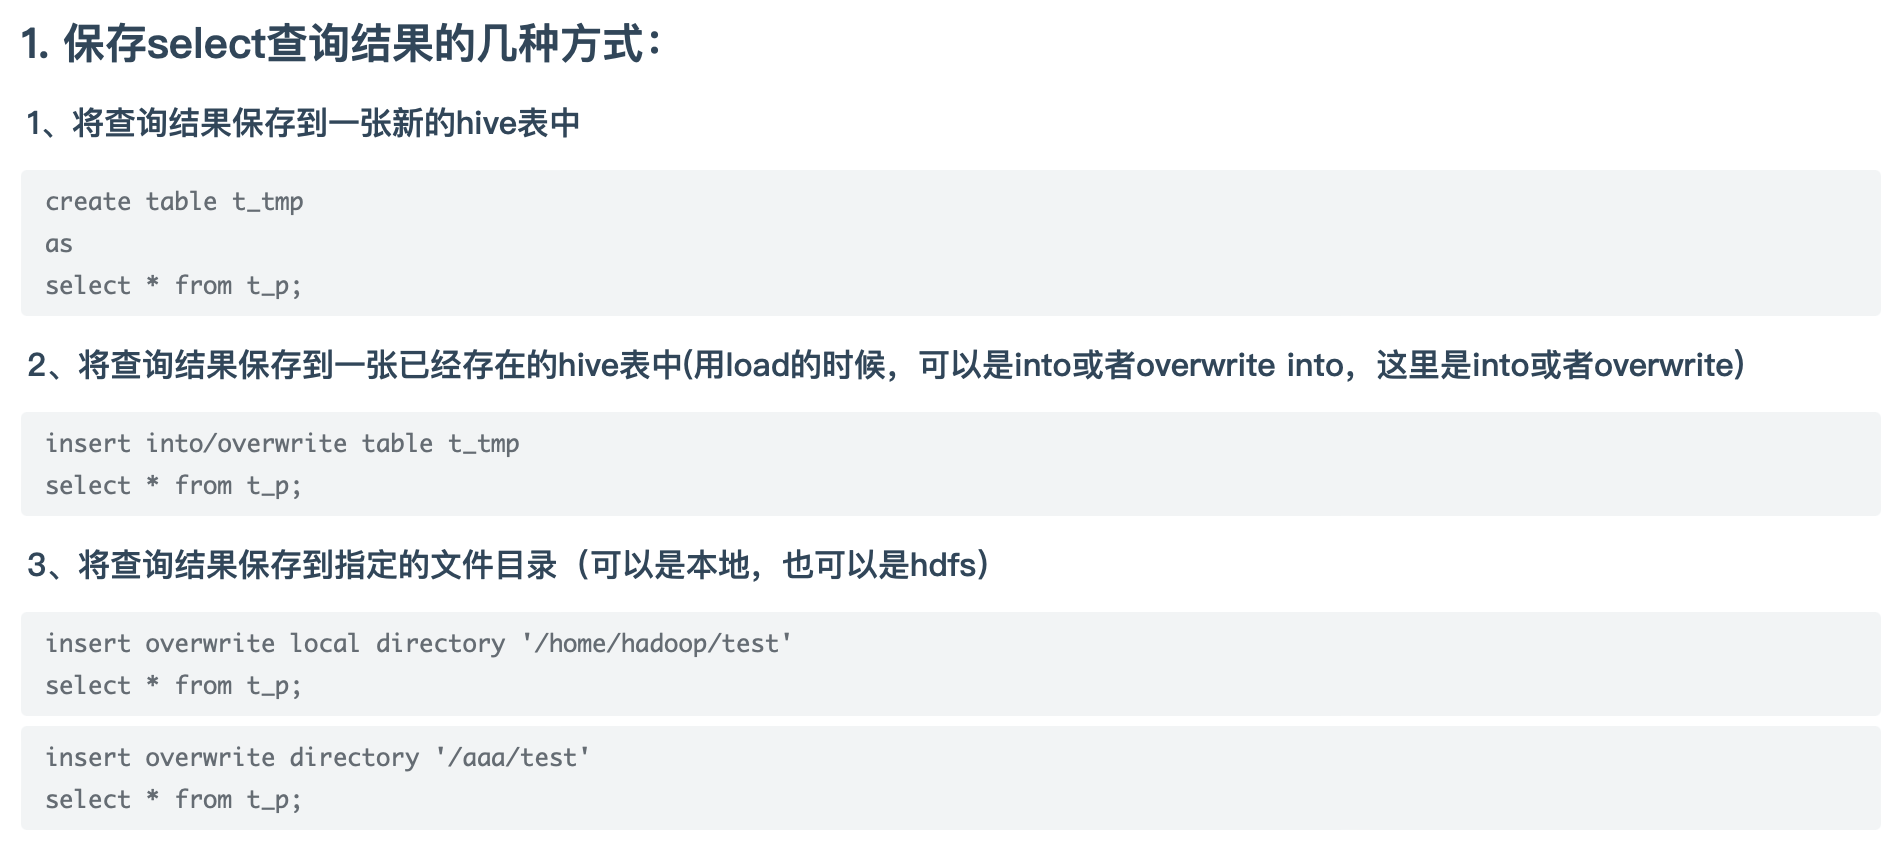 1. 保存select查询结果的几种方式：
1、将查询结果保存到一张新的hive表中
create table t_tmp
as
select * from t_p;
2、将查询结果保存到一张已经存在的hive表中(用load的时候，可以是into或者overwrite into，这里是into或者overwrite)
insert into/overwrite table t_tmp
select * from t_p;
3、将查询结果保存到指定的文件目录（可以是本地，也可以是hdfs）
insert overwrite local directory '/home/hadoop/test'
select * from t_p;
insert overwrite directory '/aaa/test'
select * from t_p;